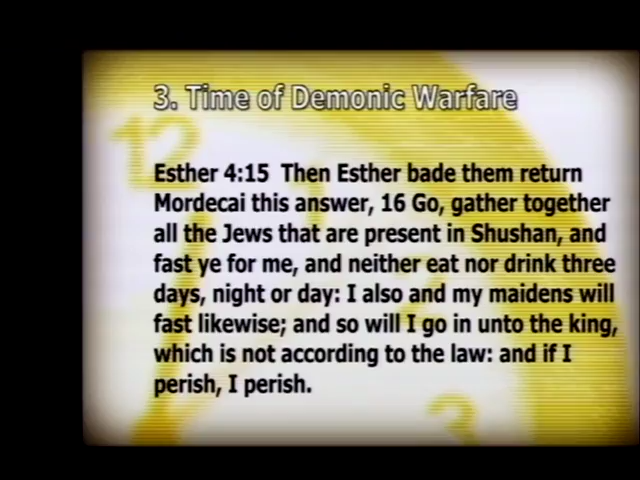 3. Time of Demonic Warfare
12
1
Esther 4:15 Then Esther bade them return
Mordecai this answer, 16 Go, gather together
all the Jews that are present in Shushan, and
fast ye for me, and neither eat nor drink three
days, night or day: I also and my maidens will
fast likewise; and so will I go in unto the king,
which is not according to the law: and if I
perish, I perish.
3